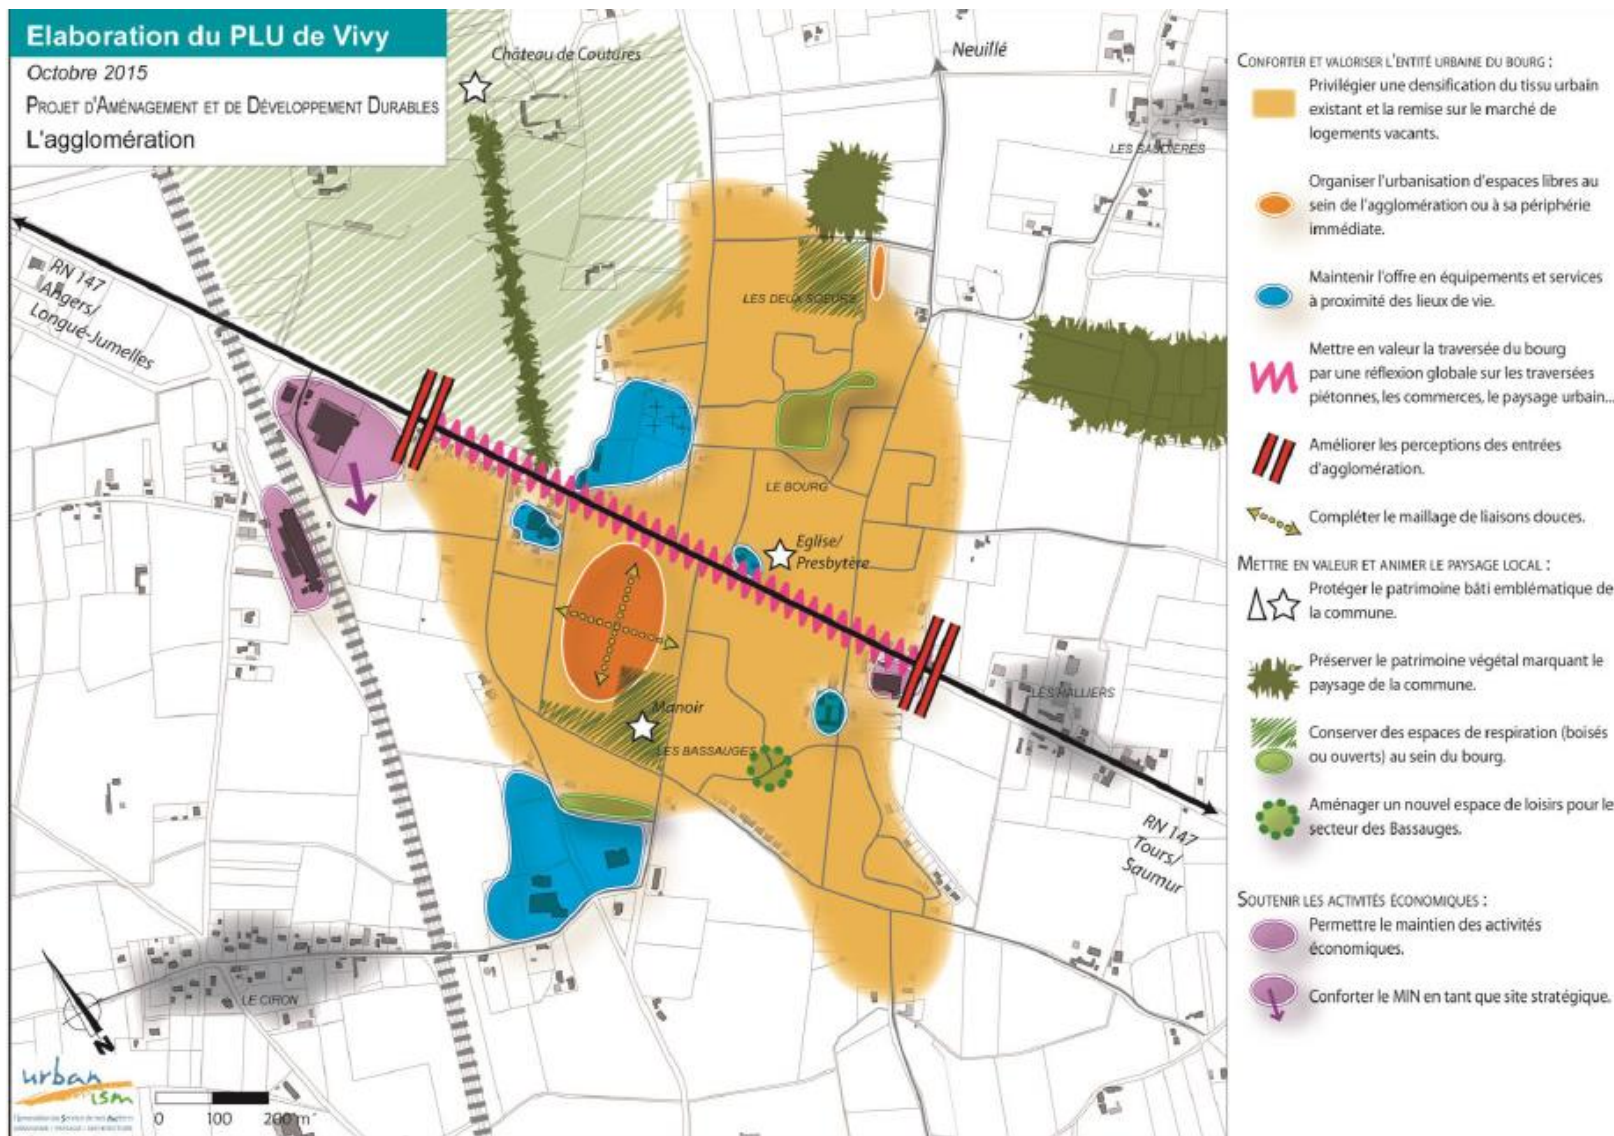 Elaboration du PLU de Vivy
Octobre 2015
PROJET D'AMÉNAGEMENT ET DE DÉVELOPPEMENT DURABLES
L'agglomération
Château de Coutures
Neuillé
RN 147
Angers/
Longué-Jumelles
LES DEUX SOEURS
LE BOURG
Eglise/
Presbytère
LES HALLIERS
Manoir
LES BASSAUGES
RN 147
Tours/
Saumur
LE CIRON
N
urban
ism
0 100 200 m
CONFORTER ET VALORISER L'ENTITÉ URBAINE DU BOURG :
Privilégier une densification du tissu urbain
existant et la remise sur le marché de
logements vacants.
Organiser l'urbanisation d'espaces libres au
sein de l'agglomération ou à sa périphérie
immédiate.
Maintenir l'offre en équipements et services
à proximité des lieux de vie.
Mettre en valeur la traversée du bourg
par une réflexion globale sur les traversées
piétonnes, les commerces, le paysage urbain...
Améliorer les perceptions des entrées
d'agglomération.
Compléter le maillage de liaisons douces.
METTRE EN VALEUR ET ANIMER LE PAYSAGE LOCAL :
Protéger le patrimoine bâti emblématique de
la commune.
Préserver le patrimoine végétal marquant le
paysage de la commune.
Conserver des espaces de respiration (boisés
ou ouverts) au sein du bourg.
Aménager un nouvel espace de loisirs pour le
secteur des Bassauges.
SOUTENIR LES ACTIVITÉS ÉCONOMIQUES :
Permettre le maintien des activités
économiques.
Conforter le MIN en tant que site stratégique.